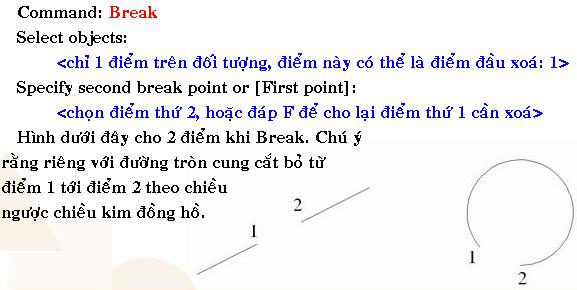 Command: Break
Select objects:
<chỉ 1 điểm trên đối tượng, điểm này có thể là điểm đầu xoá: 1>
Specify second break point or [First point]:
<chọn điểm thứ 2, hoặc đáp F để cho lại điểm thứ 1 cần xoá>
Hình dưới đây cho 2 điểm khi Break. Chú ý
rằng riêng với đường tròn cung cắt bỏ từ
điểm 1 tới điểm 2 theo chiều
ngược chiều kim đồng hồ.
2
1
1
2